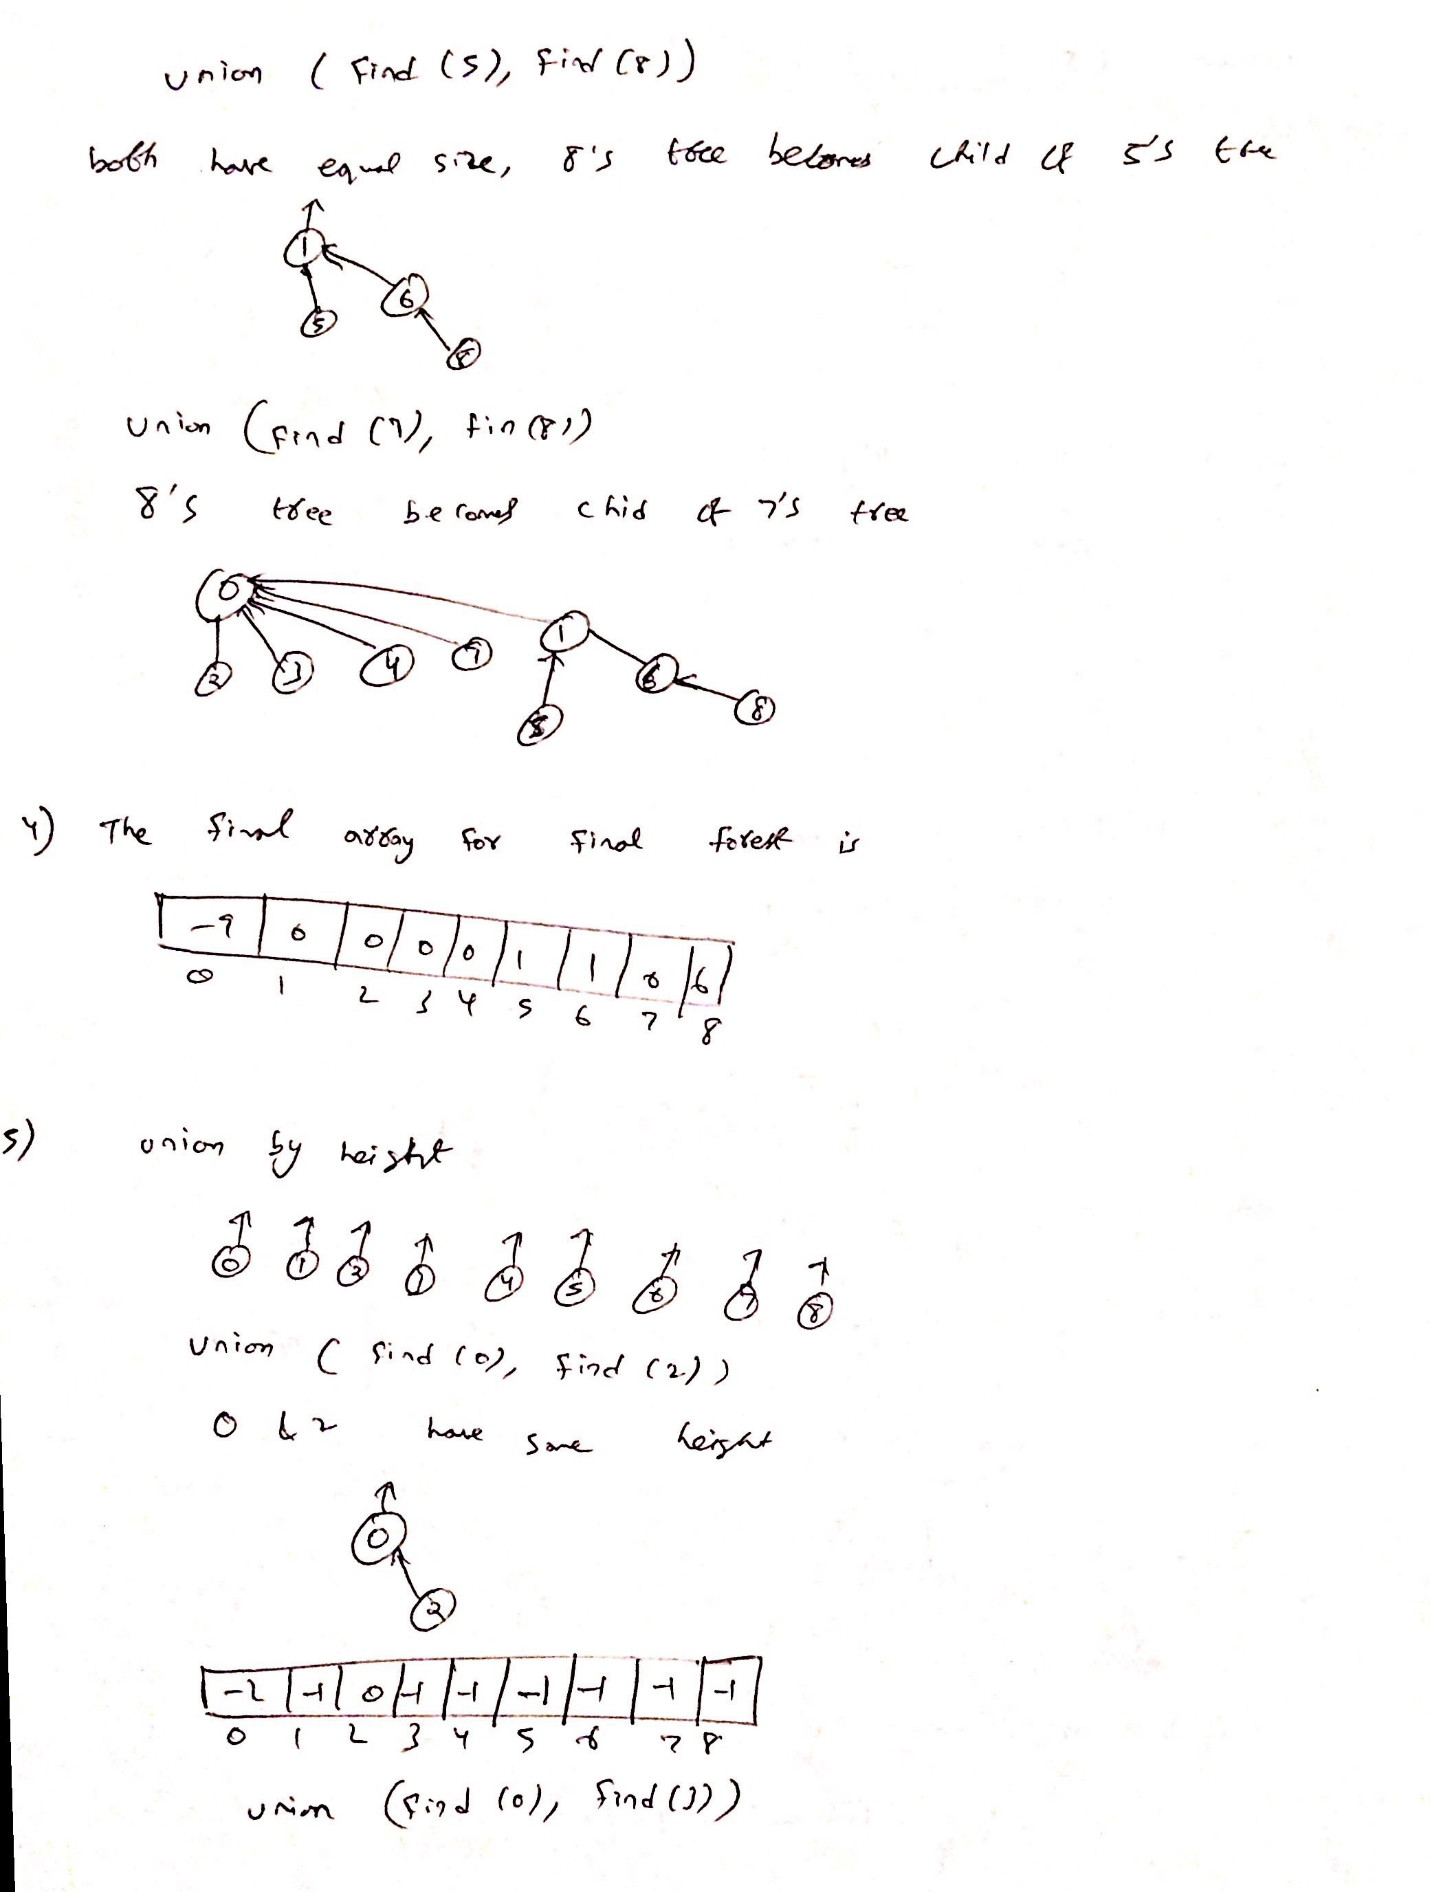 union ( find (5), find (8))
both have equal size, 8's tree becomes child of 5's tree
1
6
5
8
union (find (7), fin (8))
8's tree becomes chid of 7's tree
0
1
2 3 4 7 6
5 8
4) The final array for final forest is
-9 0 0 0 0 1 1 0 6
0 1 2 3 4 5 6 7 8
5) union by height
0 1 2 1 4 5 6 7 8
union ( find (0), find (2))
0 & 2 have same height
0
2
-2 -1 0 -1 -1 -1 -1 -1 -1
0 1 2 3 4 5 6 7 8
union (find (0), find (3))